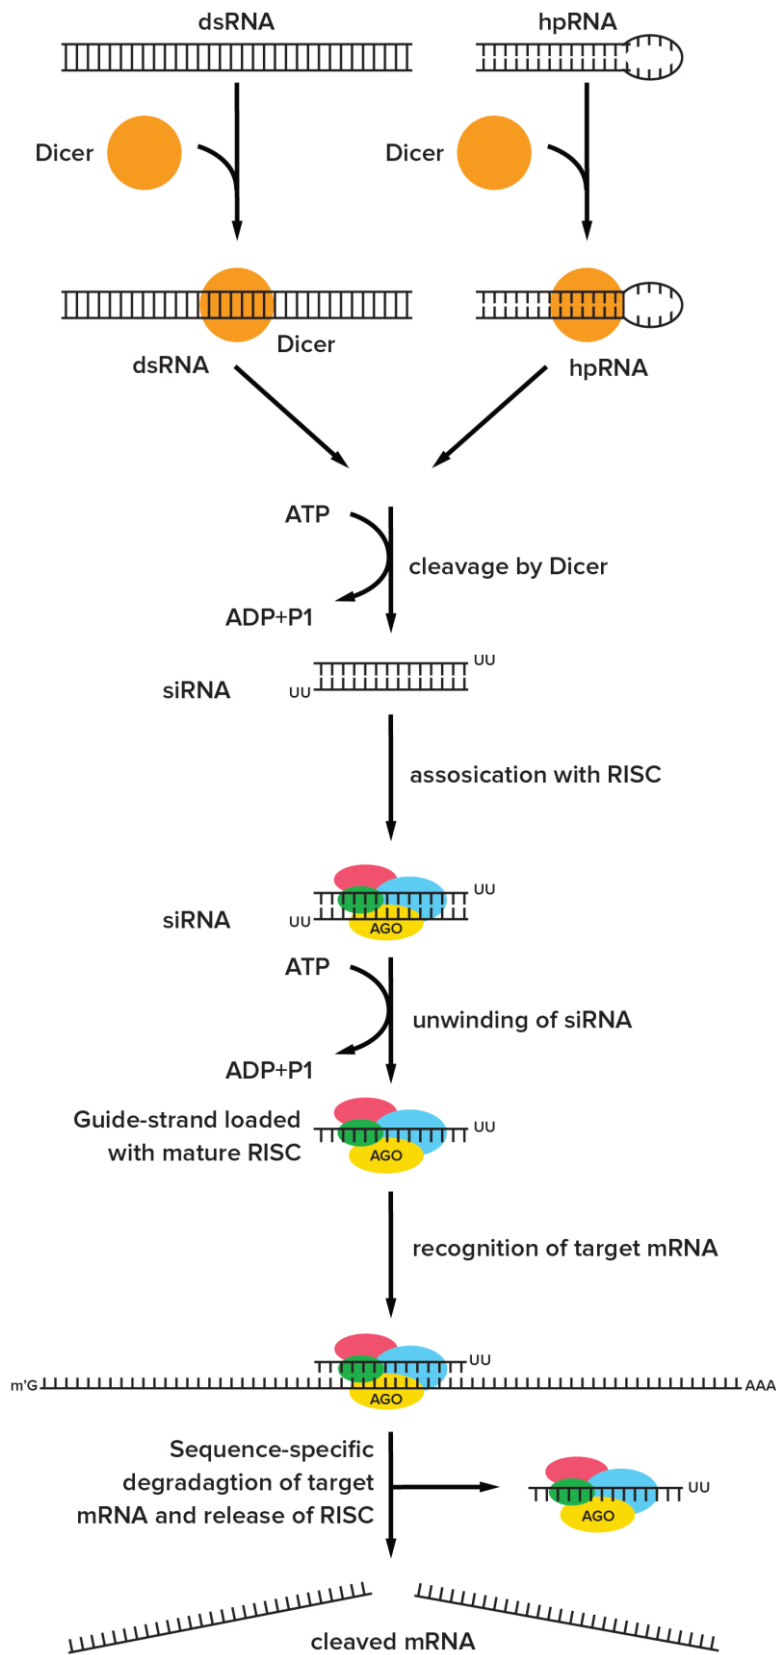 dsRNA
hpRNA
Dicer
Dicer
Dicer
dsRNA
hpRNA
ATP
cleavage by Dicer
ADP+P1
UU
siRNA
UU
assosication with RISC
UU
siRNA
UU
AGO
ATP
unwinding of siRNA
ADP+P1
Guide-strand loaded
with mature RISC
UU
AGO
recognition of target mRNA
UU
m'G
AAA
AGO
Sequence-specific
degradagtion of target
mRNA and release of RISC
UU
AGO
cleaved mRNA